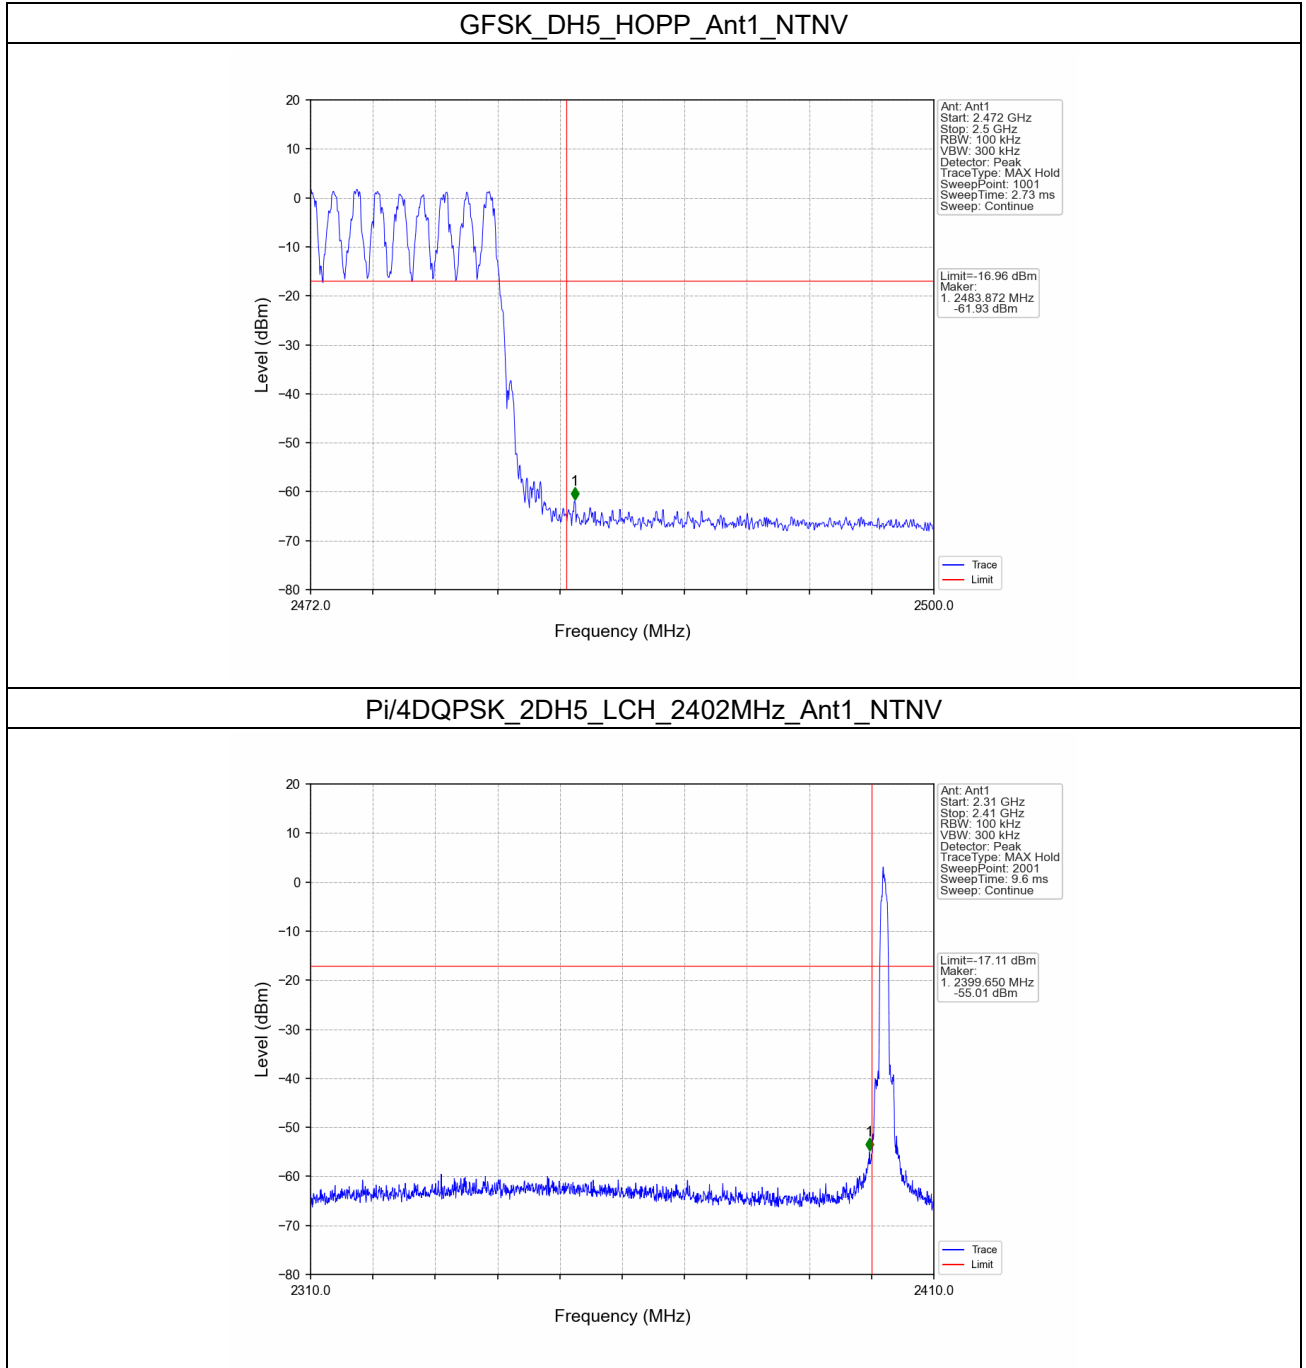 GFSK_DH5_HOPP_Ant1_NTNV
20
10
0
−10
−20
−30
−40
−50
−60
−70
−80
Level (dBm)
2472.0
2500.0
Frequency (MHz)
1
Ant: Ant1
Start: 2.472 GHz
Stop: 2.5 GHz
RBW: 100 kHz
VBW: 300 kHz
Detector: Peak
TraceType: MAX Hold
SweepPoint: 1001
SweepTime: 2.73 ms
Sweep: Continue
Limit=-16.96 dBm
Maker:
1. 2483.872 MHz
-61.93 dBm
Trace
Limit
Pi/4DQPSK_2DH5_LCH_2402MHz_Ant1_NTNV
20
10
0
−10
−20
−30
−40
−50
−60
−70
−80
Level (dBm)
2310.0
2410.0
Frequency (MHz)
1
Ant: Ant1
Start: 2.31 GHz
Stop: 2.41 GHz
RBW: 100 kHz
VBW: 300 kHz
Detector: Peak
TraceType: MAX Hold
SweepPoint: 2001
SweepTime: 9.6 ms
Sweep: Continue
Limit=-17.11 dBm
Maker:
1. 2399.650 MHz
-55.01 dBm
Trace
Limit